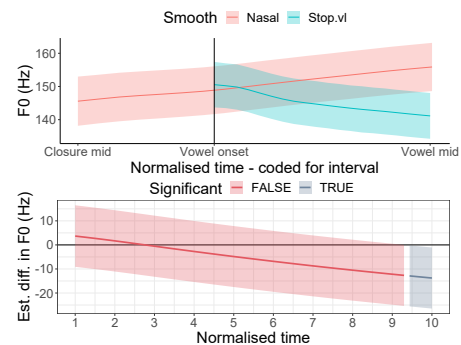 Smooth Nasal Stop.vl
F0 (Hz)
160
150
140
Closure mid Vowel onset Vowel mid
Normalised time - coded for interval
Significant FALSE TRUE
Est. diff. in F0 (Hz)
10
0
-10
-20
1 2 3 4 5 6 7 8 9 10
Normalised time